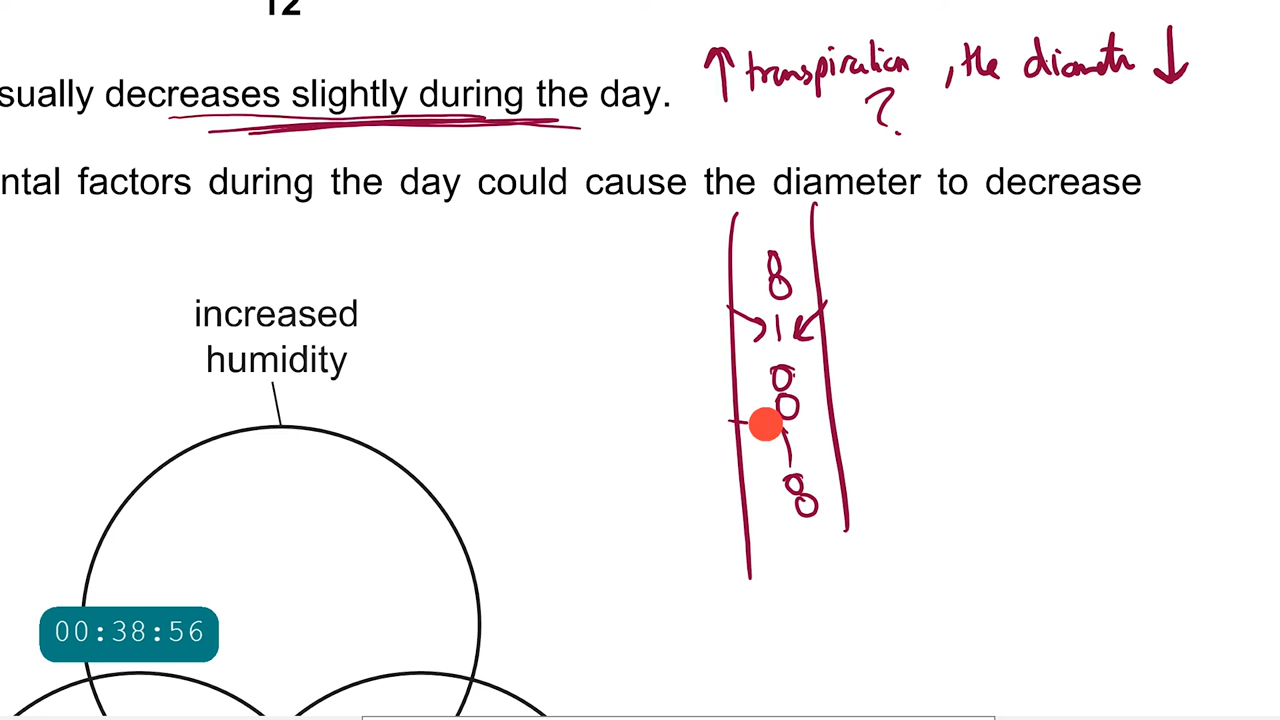 12
↑ transpiration, the diameter ↓
?
sually decreases slightly during the day.
ntal factors during the day could cause the diameter to decrease
increased
humidity
00:38:56